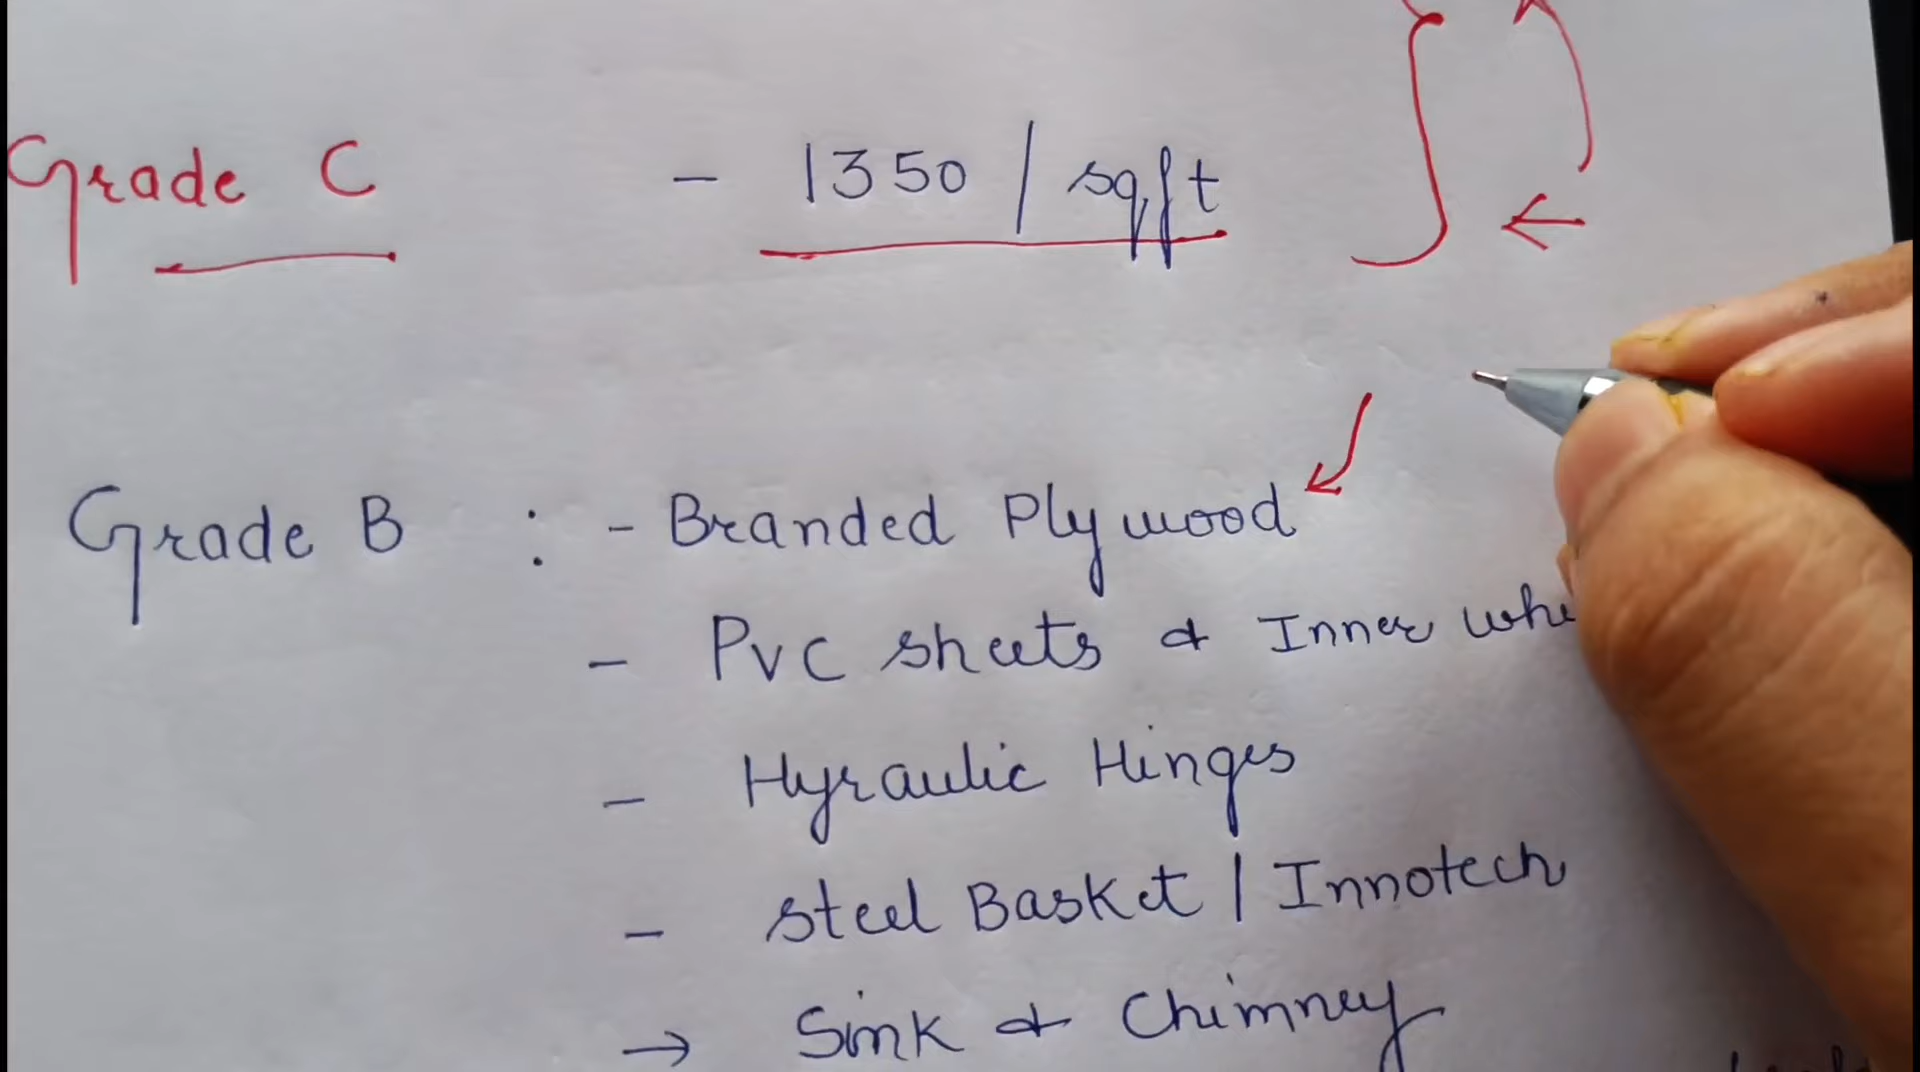 Grade C - 1350 / sqft
Grade B : - Branded Plywood
- PVC sheets & Inner
- Hyraulic Hinges
- Steel Basket / Innotech
→ Sink & Chimney